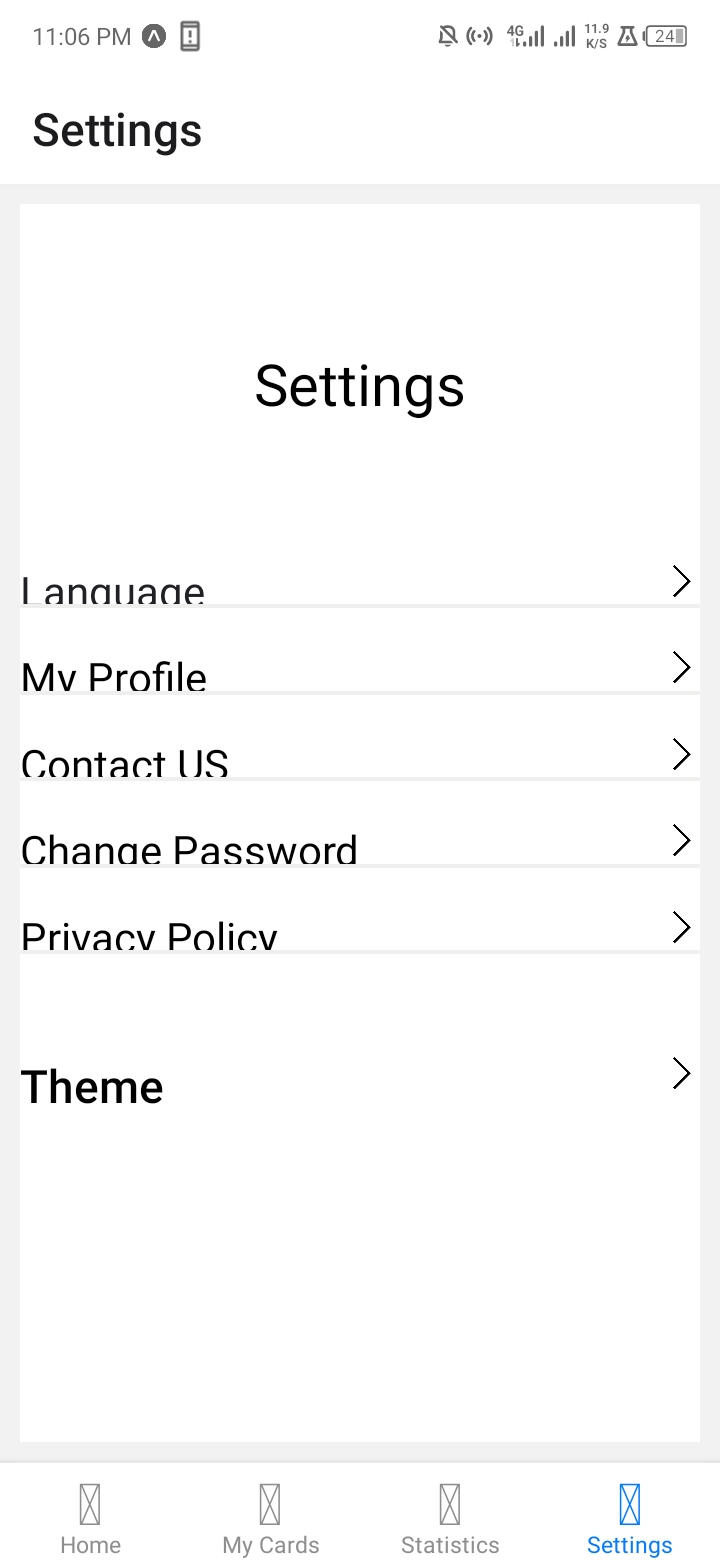 11:06 PM 4G 11.9 K/S 24
Settings
Settings
Language
My Profile
Contact US
Change Password
Privacy Policy
Theme
Home My Cards Statistics Settings